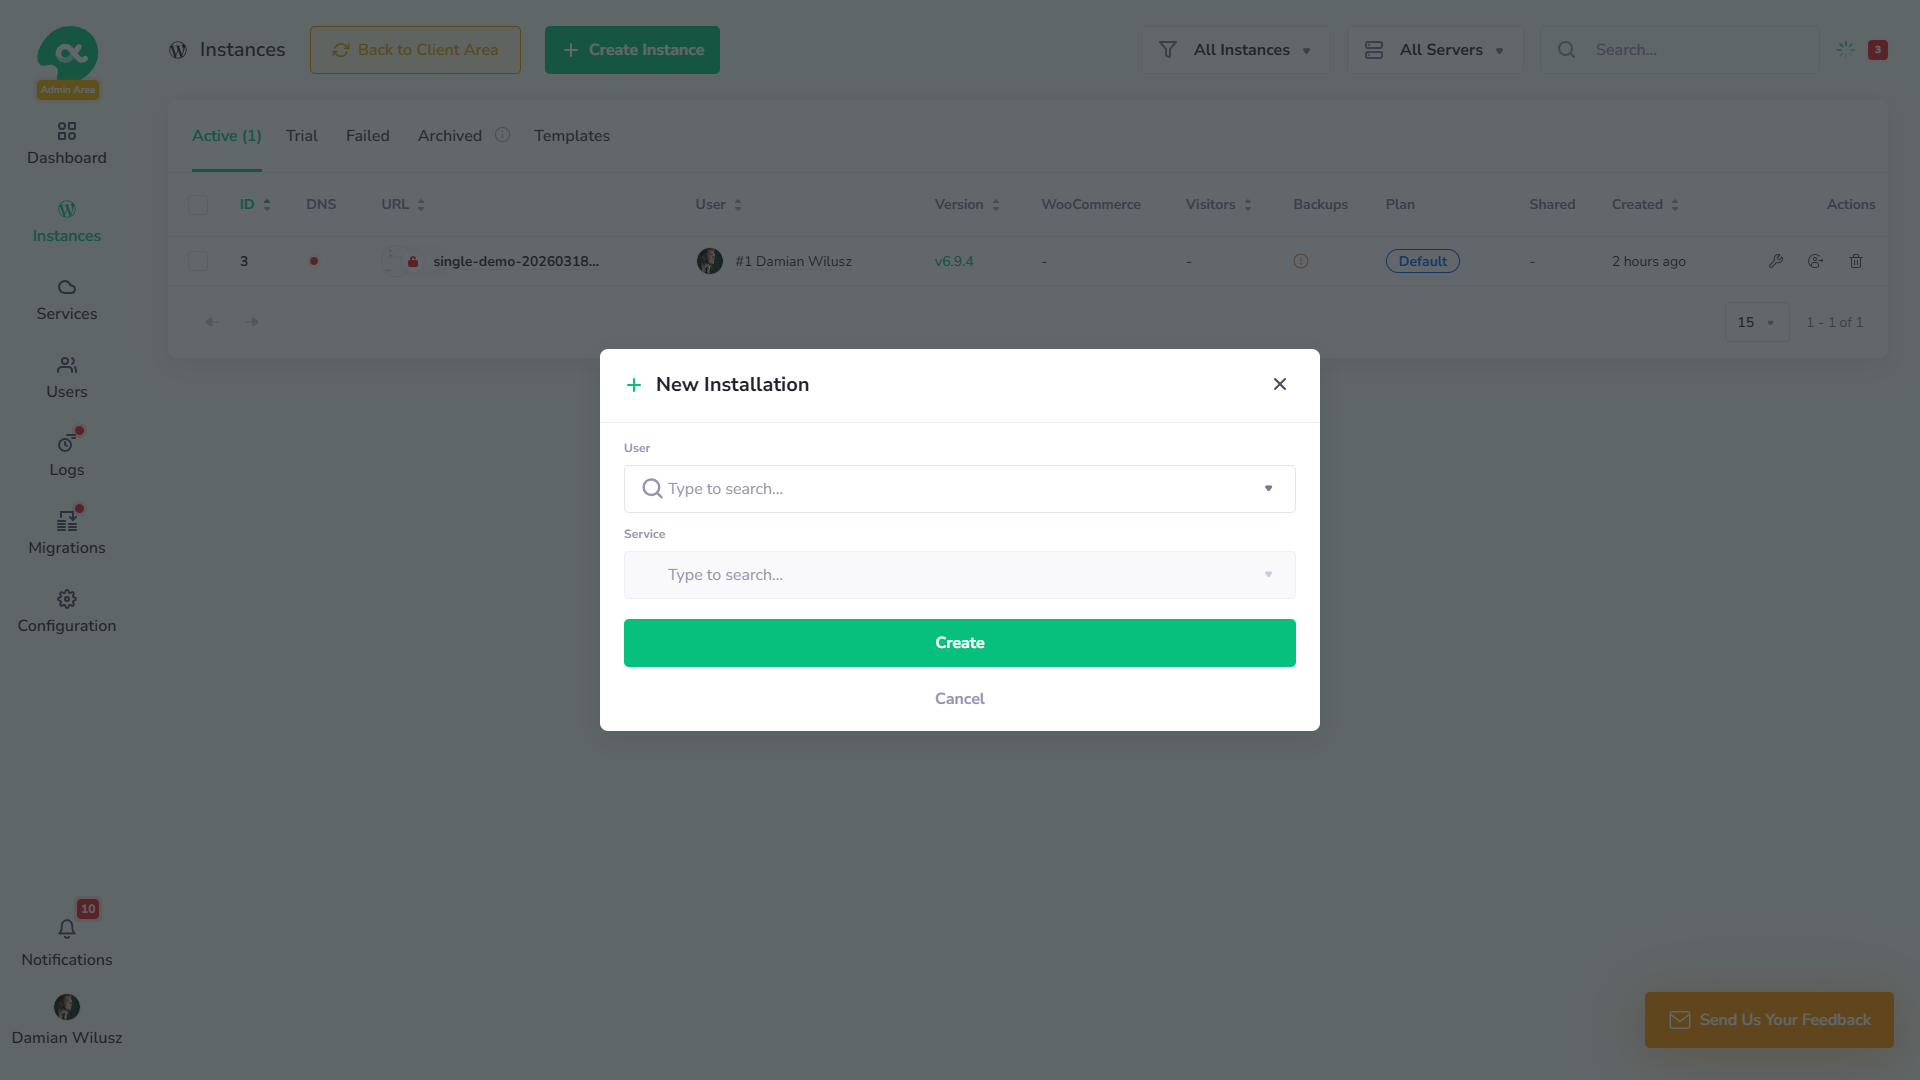 Admin Area
Dashboard
Instances
Services
Users
Logs
Migrations
Configuration
10
Notifications
Damian Wilusz
Instances
Back to Client Area
Create Instance
All Instances
All Servers
Search...
3
Active (1)
Trial
Failed
Archived
Templates
ID
DNS
URL
User
Version
WooCommerce
Visitors
Backups
Plan
Shared
Created
Actions
3
single-demo-20260318...
#1 Damian Wilusz
v6.9.4
-
-
Default
-
2 hours ago
15
1 - 1 of 1
New Installation
User
Type to search...
Service
Type to search...
Create
Cancel
Send Us Your Feedback